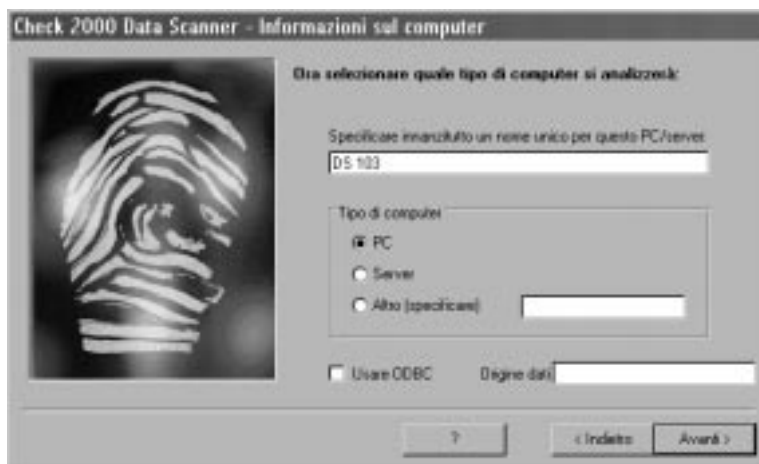 Check 2000 Data Scanner - Informazioni sul computer
Ora selezionare quale tipo di computer si analizzerà:
Specificare innanzitutto un nome unico per questo PC/server
DS 103
Tipo di computer
PC
Server
Altro (specificare)
Usare ODBC Origine dati:
? < Indietro Avanti >